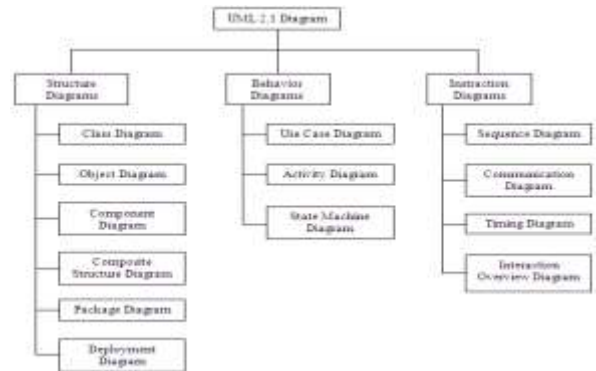 UML 2.1 Diagram
Structure
Diagrams
Class Diagram
Object Diagram
Component
Diagram
Composite
Structure Diagram
Package Diagram
Deployment
Diagram
Behavior
Diagrams
Use Case Diagram
Activity Diagram
State Machine
Diagram
Instraction
Diagrams
Sequence Diagram
Communication
Diagram
Timing Diagram
Interaction
Overview Diagram